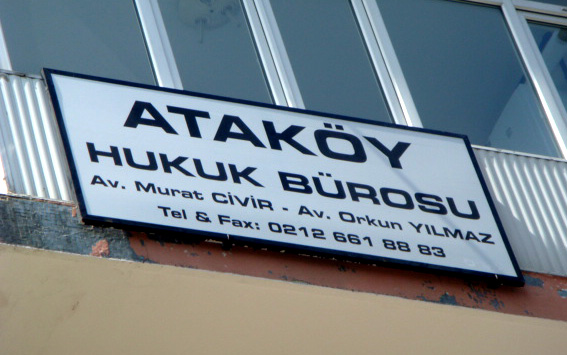 ATAKÖY
HUKUK BÜROSU
Av. Murat CİVİR - Av. Orkun YILMAZ
Tel & Fax: 0212 661 88 83